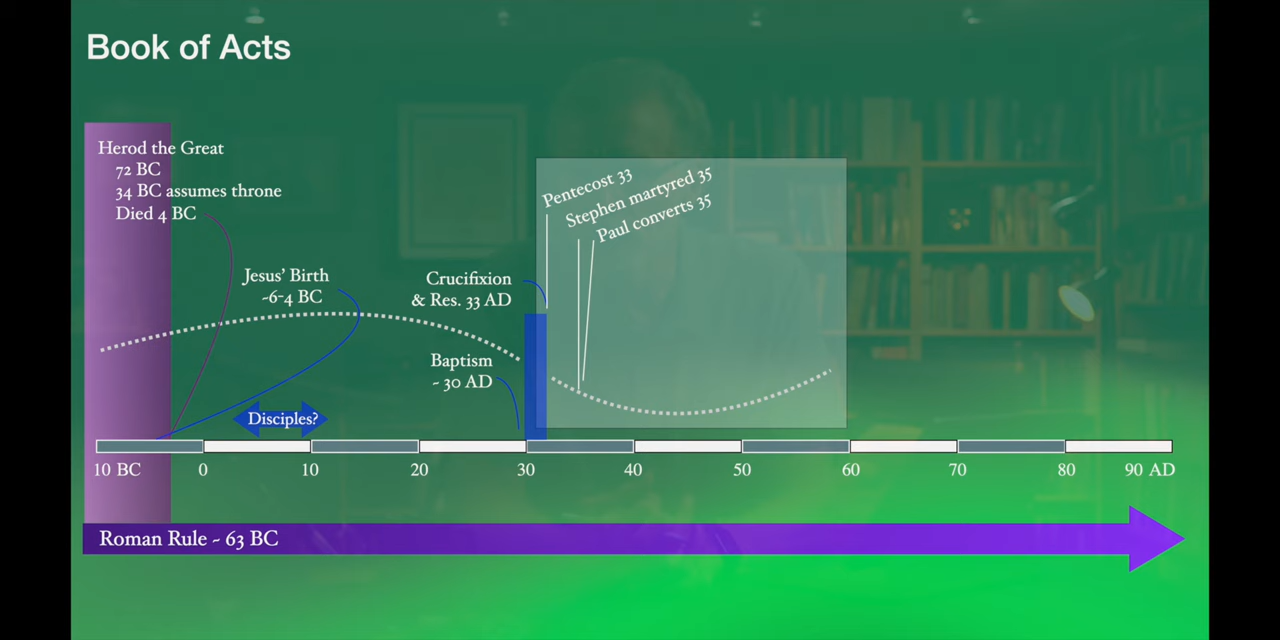 Book of Acts
Herod the Great
72 BC
34 BC assumes throne
Died 4 BC
Jesus' Birth
~6-4 BC
Crucifixion
& Res. 33 AD
Baptism
~ 30 AD
Pentecost 33
Stephen martyred 35
Paul converts 35
Disciples?
10 BC 0 10 20 30 40 50 60 70 80 90 AD
Roman Rule ~ 63 BC